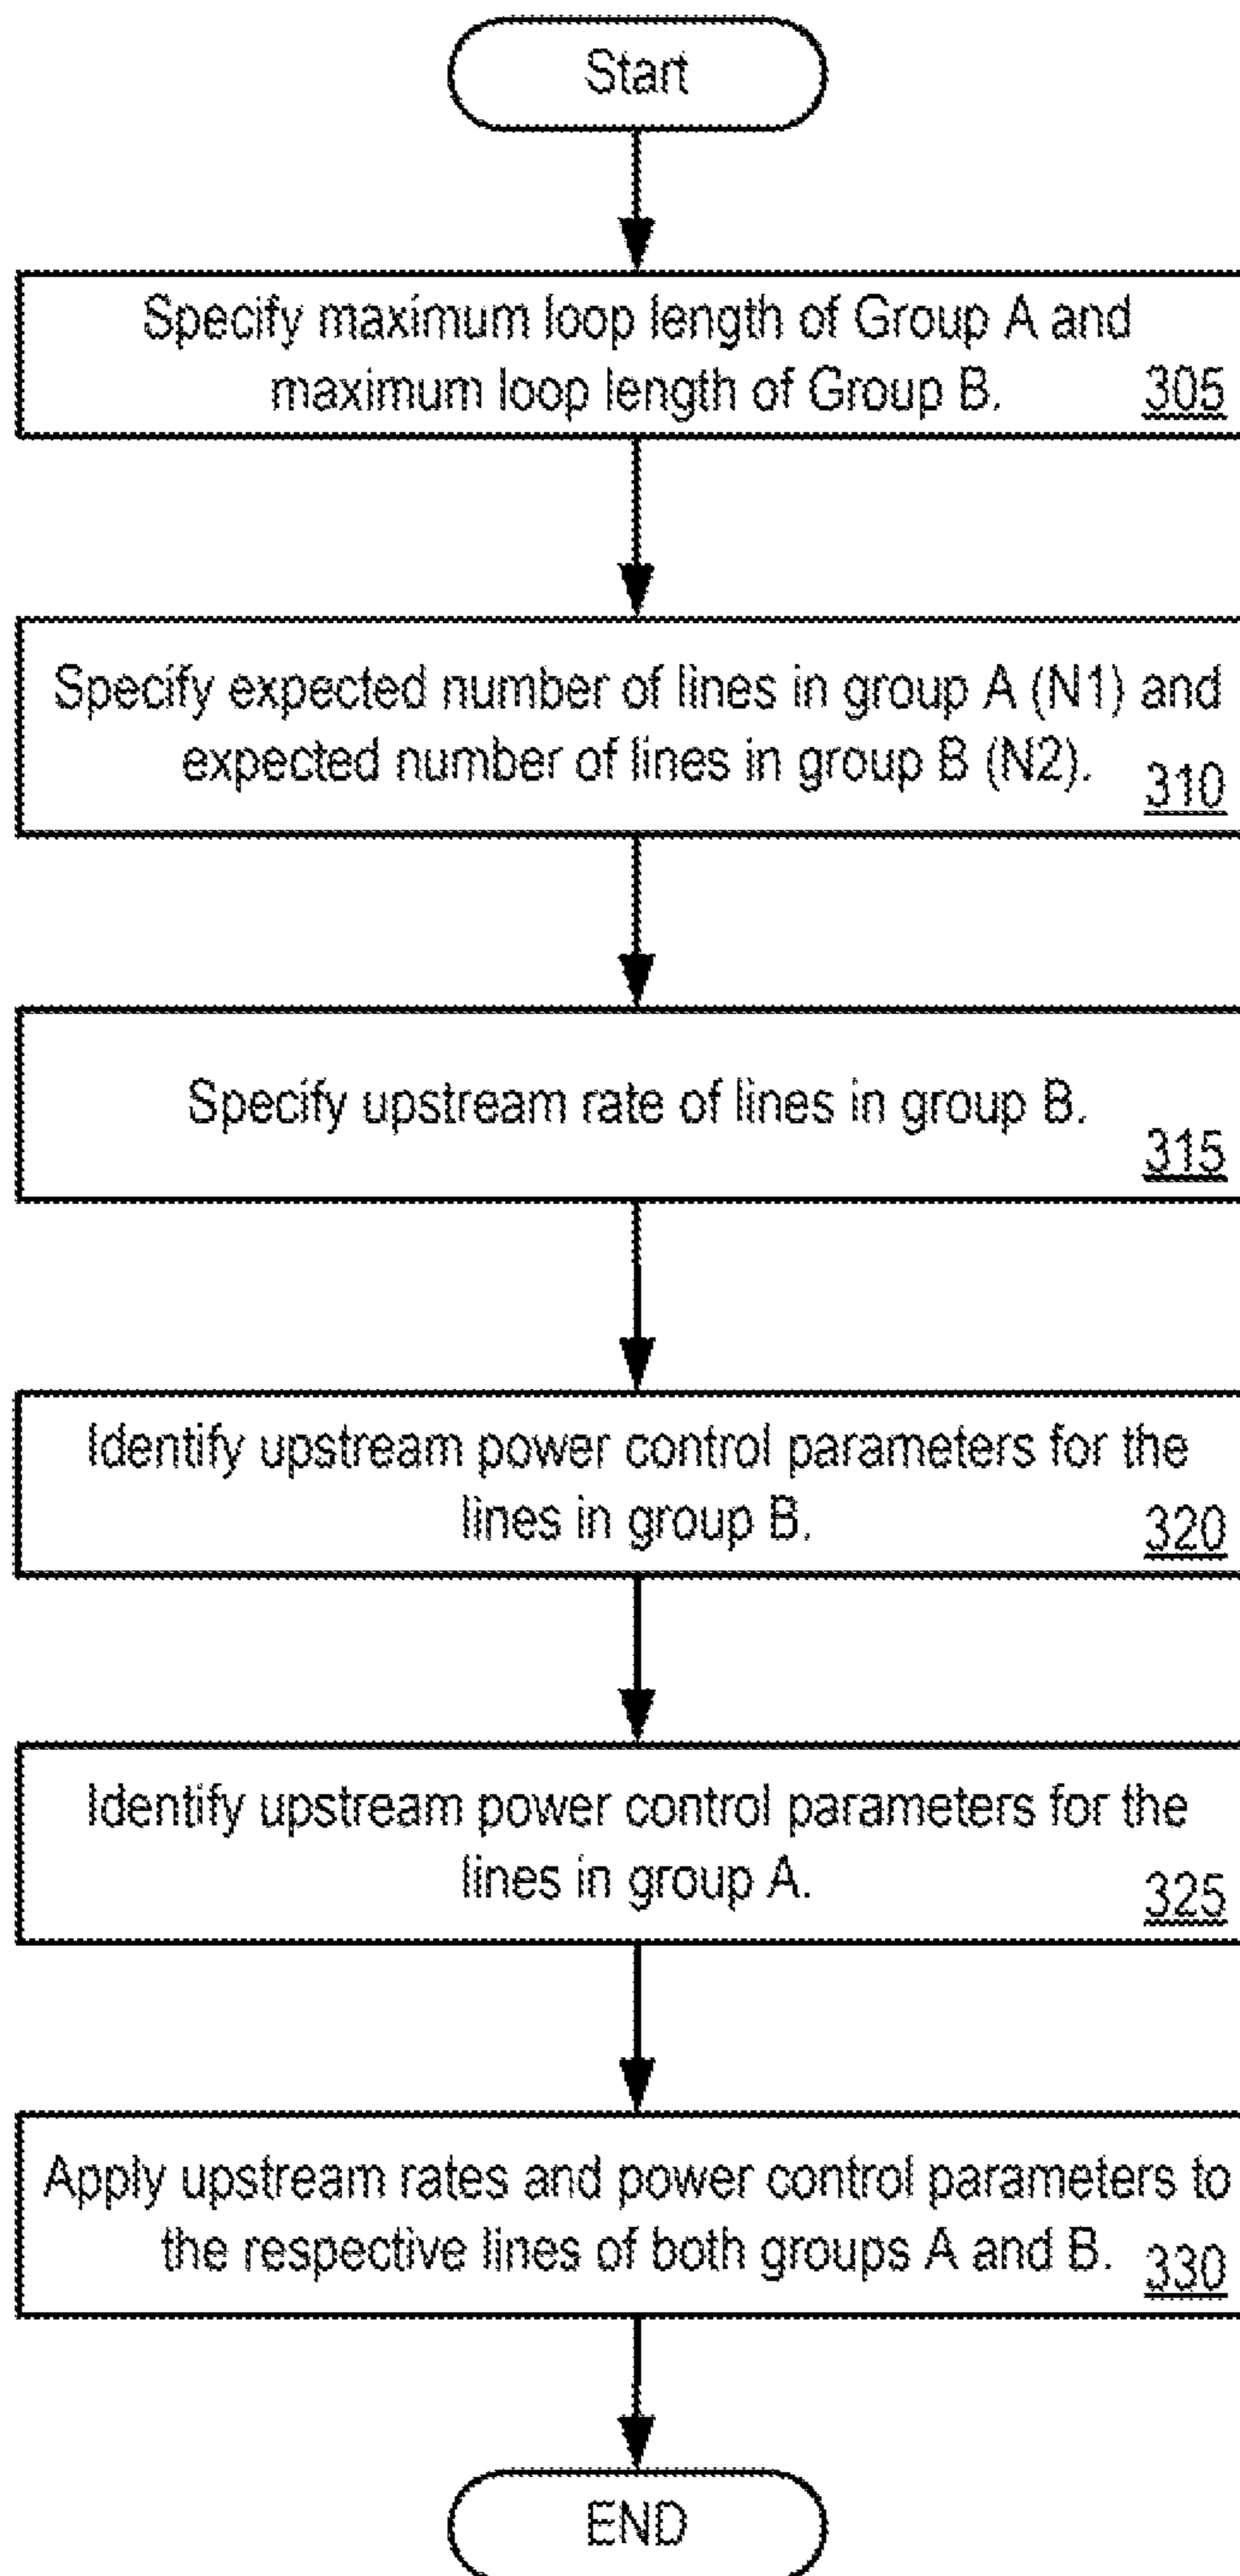 Start
Specify maximum loop length of Group A and
maximum loop length of Group B.
305
Specify expected number of lines in group A (N1) and
expected number of lines in group B (N2).
310
Specify upstream rate of lines in group B.
315
Identify upstream power control parameters for the
lines in group B.
320
Identify upstream power control parameters for the
lines in group A.
325
Apply upstream rates and power control parameters to
the respective lines of both groups A and B.
330
END